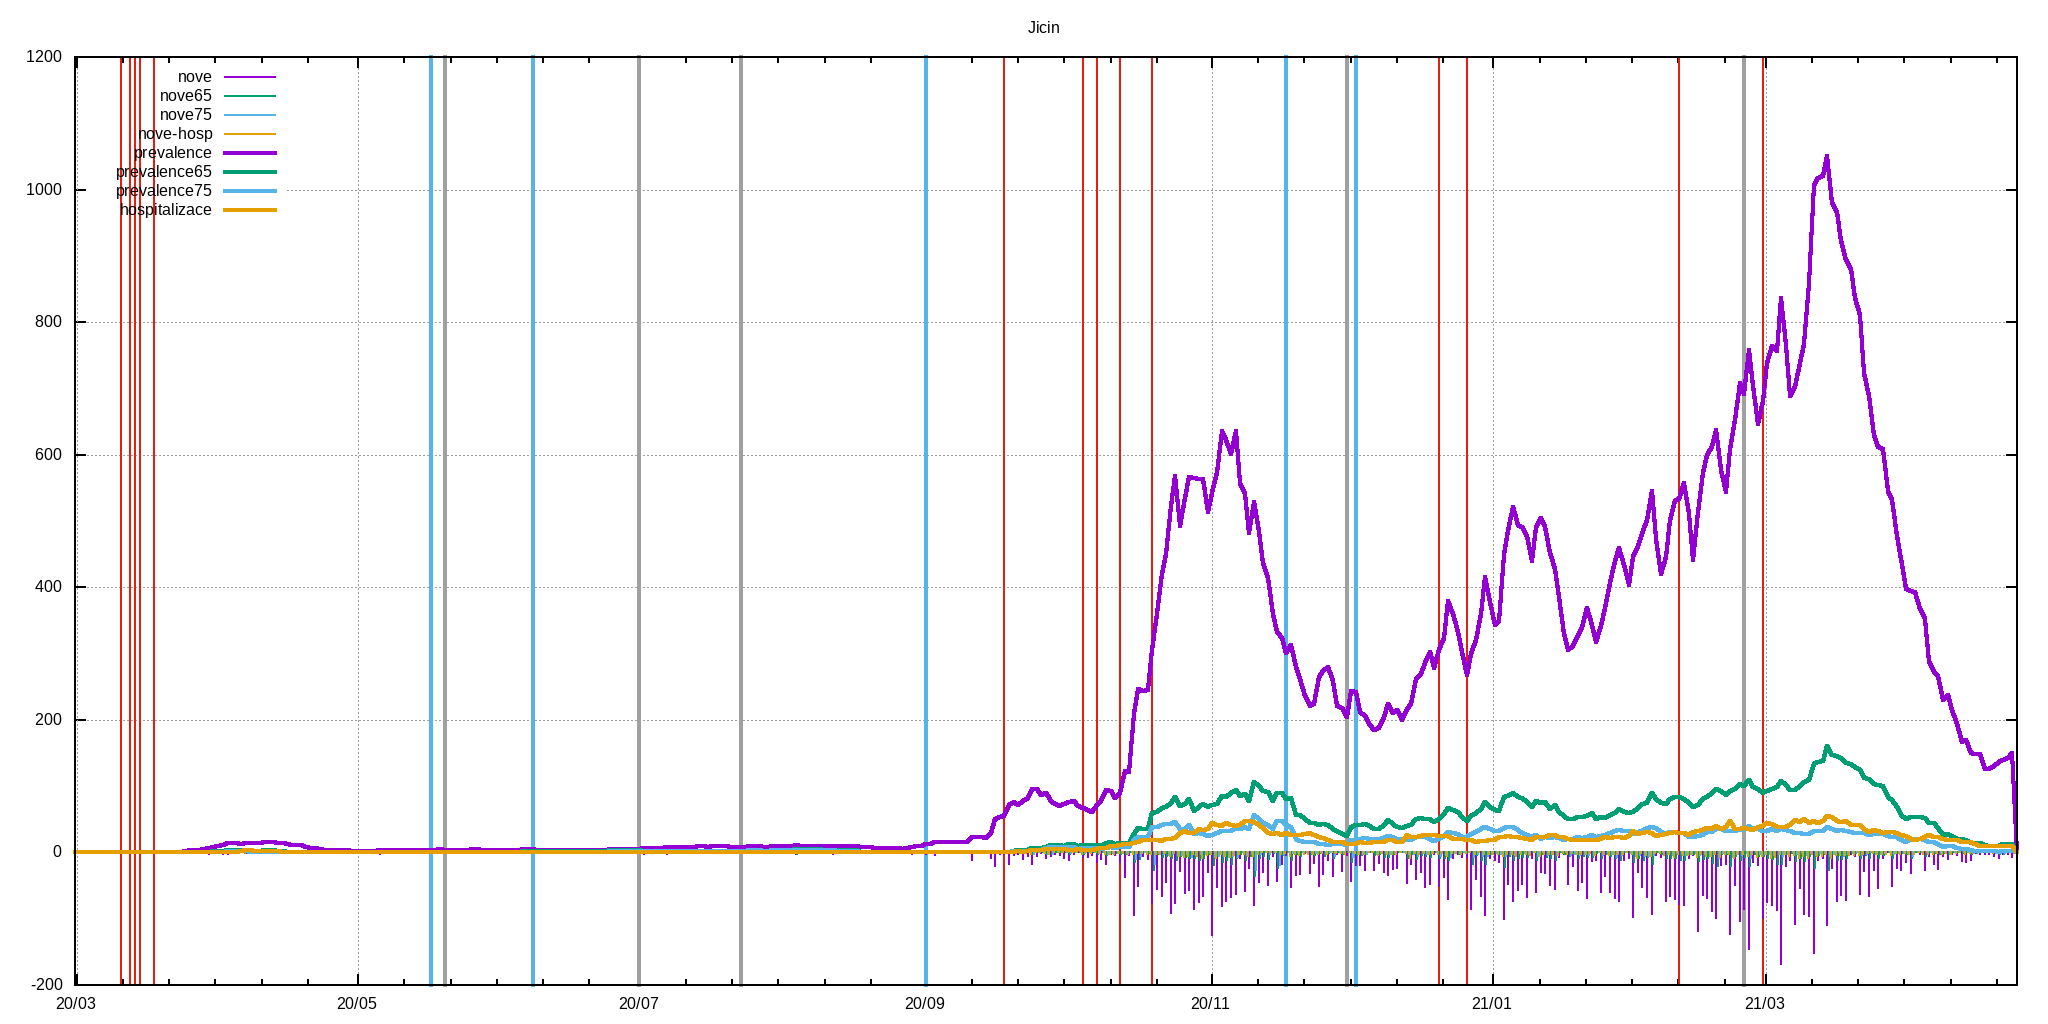 Jicin
1200
1000
800
600
400
200
0
-200
nove
nove65
nove75
nove-hosp
prevalence
prevalence65
prevalence75
hospitalizace
20/03 20/05 20/07 20/09 20/11 21/01 21/03